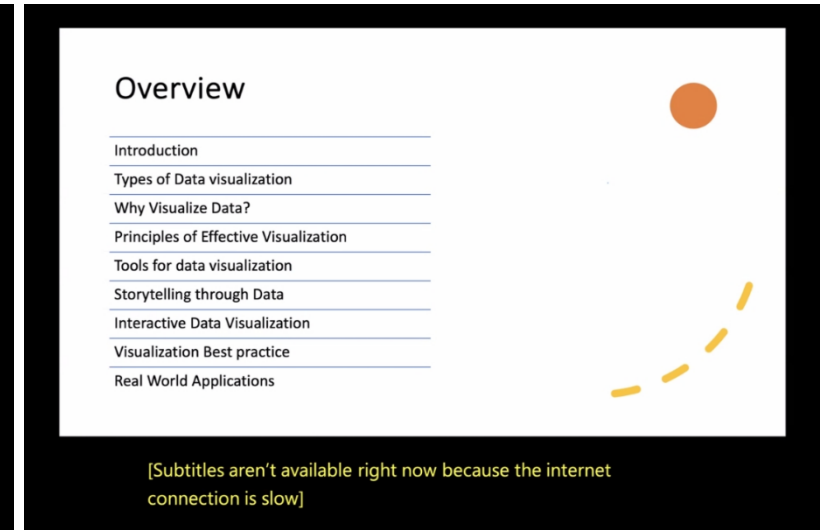 Overview
Introduction
Types of Data visualization
Why Visualize Data?
Principles of Effective Visualization
Tools for data visualization
Storytelling through Data
Interactive Data Visualization
Visualization Best practice
Real World Applications
[Subtitles aren't available right now because the internet
connection is slow]